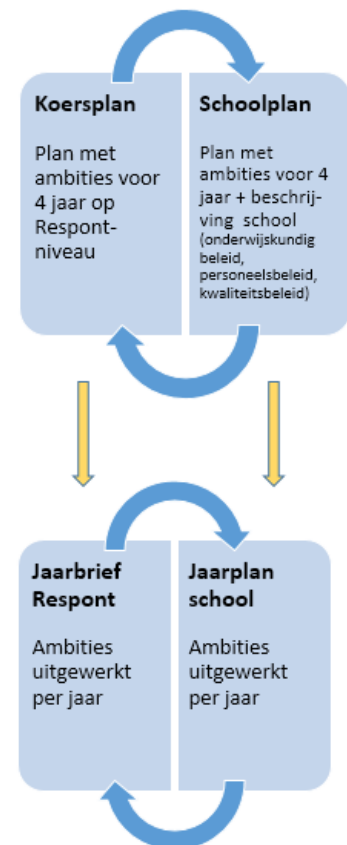 Koersplan
Plan met
ambities voor
4 jaar op
Respont-
niveau
Schoolplan
Plan met
ambities voor 4
jaar + beschrij-
ving school
(onderwijskundig
beleid,
personeelsbeleid,
kwaliteitsbeleid)
Jaarbrief
Respont
Ambities
uitgewerkt
per jaar
Jaarplan
school
Ambities
uitgewerkt
per jaar